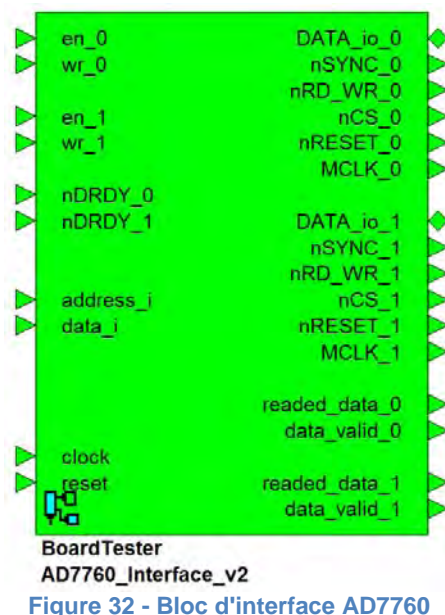 en_0
wr_0
en_1
wr_1
nDRDY_0
nDRDY_1
address_i
data_i
clock
reset
DATA_io_0
nSYNC_0
nRD_WR_0
nCS_0
nRESET_0
MCLK_0
DATA_io_1
nSYNC_1
nRD_WR_1
nCS_1
nRESET_1
MCLK_1
readed_data_0
data_valid_0
readed_data_1
data_valid_1
BoardTester
AD7760_Interface_v2
Figure 32 - Bloc d'interface AD7760